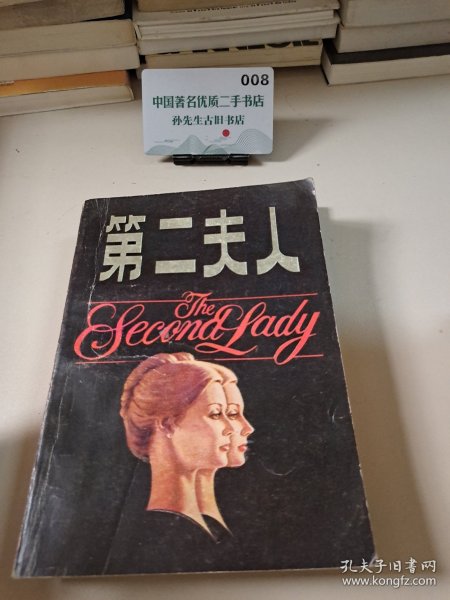 008
中国著名优质二手书店
孙先生古旧书店
第二夫人
The
Second Lady
孔夫子旧书网
www.kongfz.com